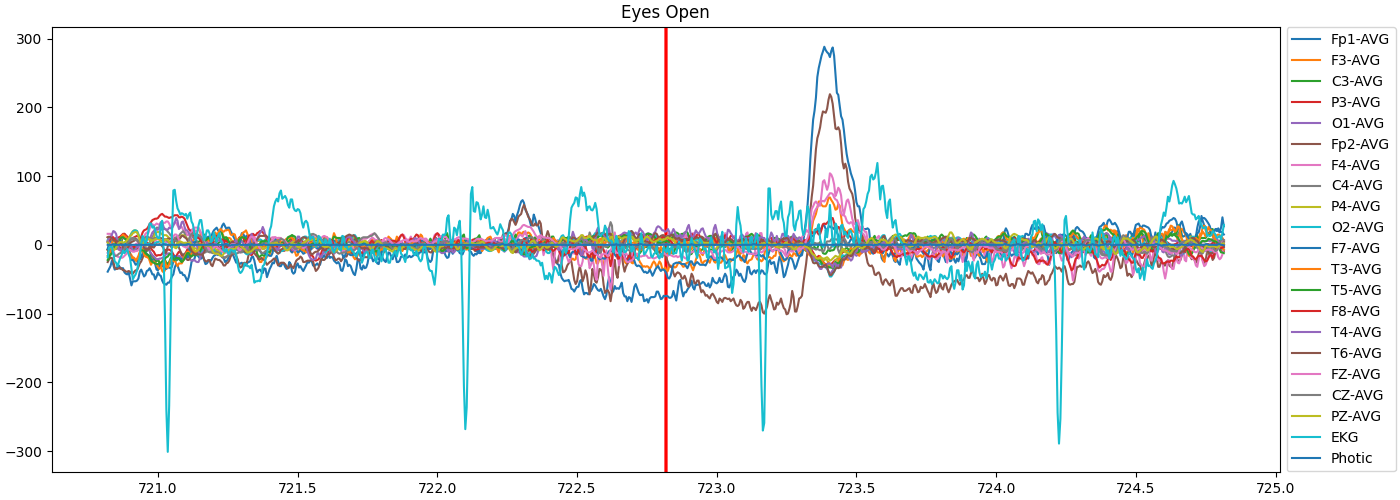 Eyes Open
300
200
100
0
−100
−200
−300
721.0 721.5 722.0 722.5 723.0 723.5 724.0 724.5 725.0
Fp1-AVG
F3-AVG
C3-AVG
P3-AVG
O1-AVG
Fp2-AVG
F4-AVG
C4-AVG
P4-AVG
O2-AVG
F7-AVG
T3-AVG
T5-AVG
F8-AVG
T4-AVG
T6-AVG
FZ-AVG
CZ-AVG
PZ-AVG
EKG
Photic